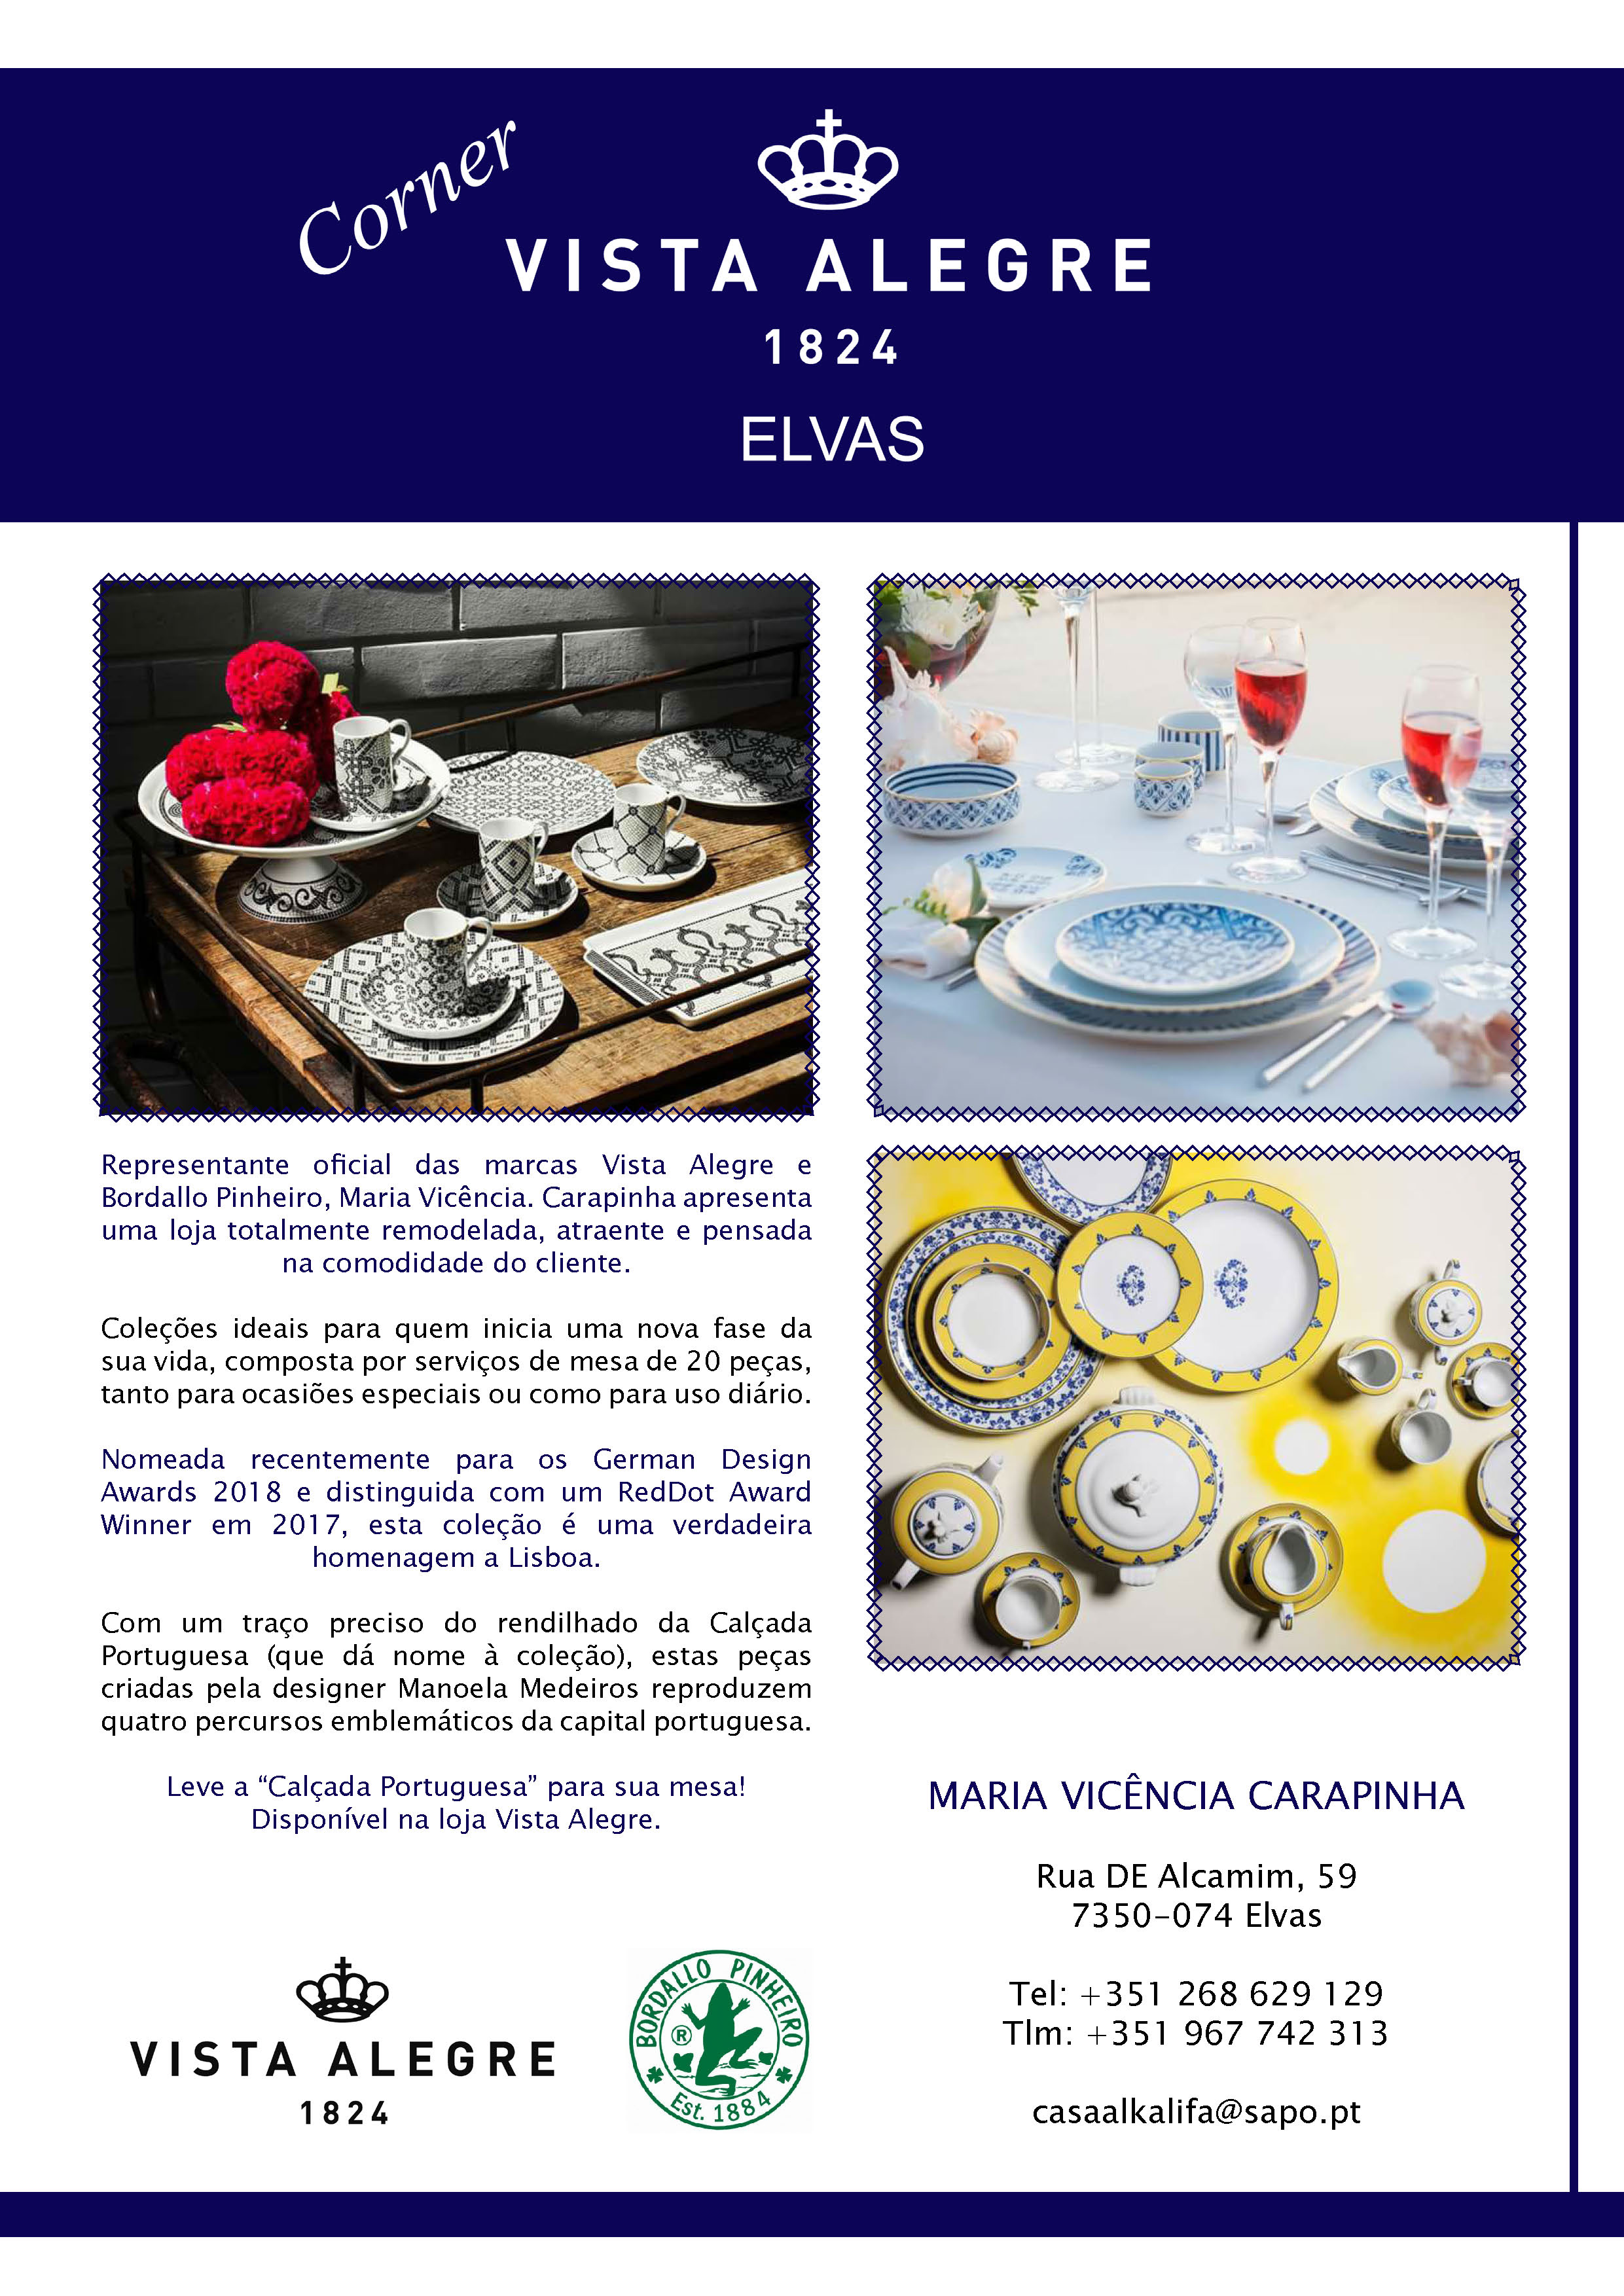 Corner
VISTA ALEGRE
1824
ELVAS
Representante oficial das marcas Vista Alegre e
Bordallo Pinheiro, Maria Vicência. Carapinha apresenta
uma loja totalmente remodelada, atraente e pensada
na comodidade do cliente.
Coleções ideais para quem inicia uma nova fase da
sua vida, composta por serviços de mesa de 20 peças,
tanto para ocasiões especiais ou como para uso diário.
Nomeada recentemente para os German Design
Awards 2018 e distinguida com um RedDot Award
Winner em 2017, esta coleção é uma verdadeira
homenagem a Lisboa.
Com um traço preciso do rendilhado da Calçada
Portuguesa (que dá nome à coleção), estas peças
criadas pela designer Manoela Medeiros reproduzem
quatro percursos emblemáticos da capital portuguesa.
Leve a “Calçada Portuguesa” para sua mesa!
Disponível na loja Vista Alegre.
VISTA ALEGRE
1824
BORDALLO PINHEIRO
®
Est. 1884
MARIA VICÊNCIA CARAPINHA
Rua DE Alcamim, 59
7350-074 Elvas
Tel: +351 268 629 129
Tlm: +351 967 742 313
casaalkalifa@sapo.pt